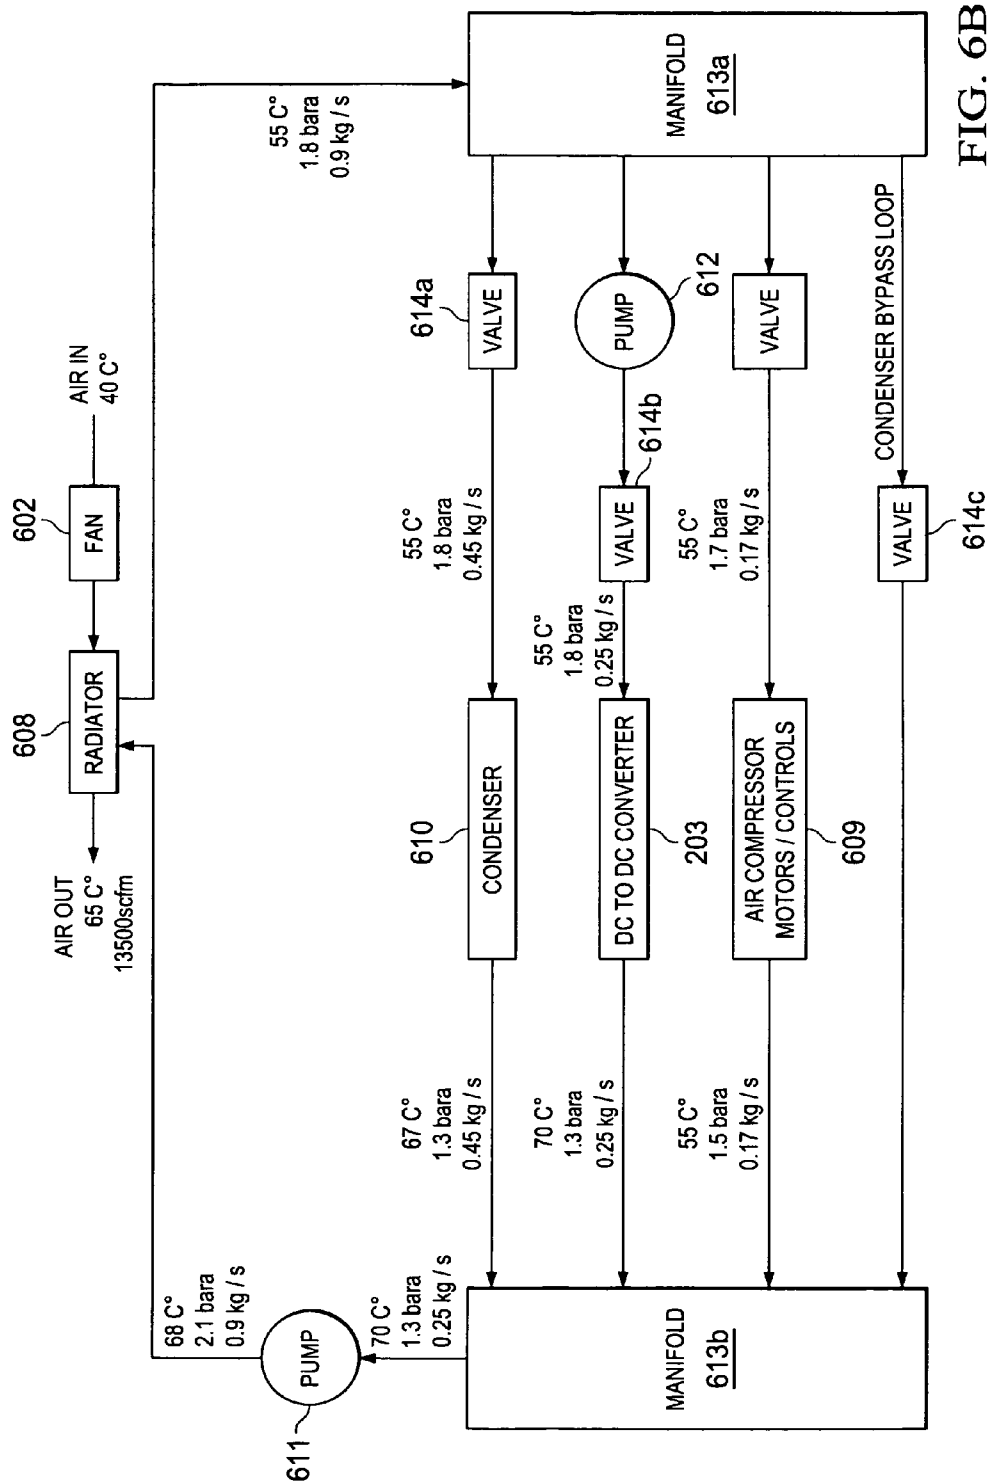 AIR OUT
65 C°
13500scfm
608
RADIATOR
602
FAN
AIR IN
40 C°
68 C°
2.1 bara
0.9 kg / s
611
PUMP
70 C°
1.3 bara
0.25 kg / s
55 C°
1.8 bara
0.9 kg / s
MANIFOLD
613b
67 C°
1.3 bara
0.45 kg / s
610
CONDENSER
55 C°
1.8 bara
0.45 kg / s
614a
VALVE
MANIFOLD
613a
70 C°
1.3 bara
0.25 kg / s
DC TO DC CONVERTER
203
55 C°
1.8 bara
0.25 kg / s
VALVE
614b
PUMP
612
55 C°
1.5 bara
0.17 kg / s
AIR COMPRESSOR
MOTORS / CONTROLS
609
55 C°
1.7 bara
0.17 kg / s
VALVE
VALVE
614c
CONDENSER BYPASS LOOP
FIG. 6B